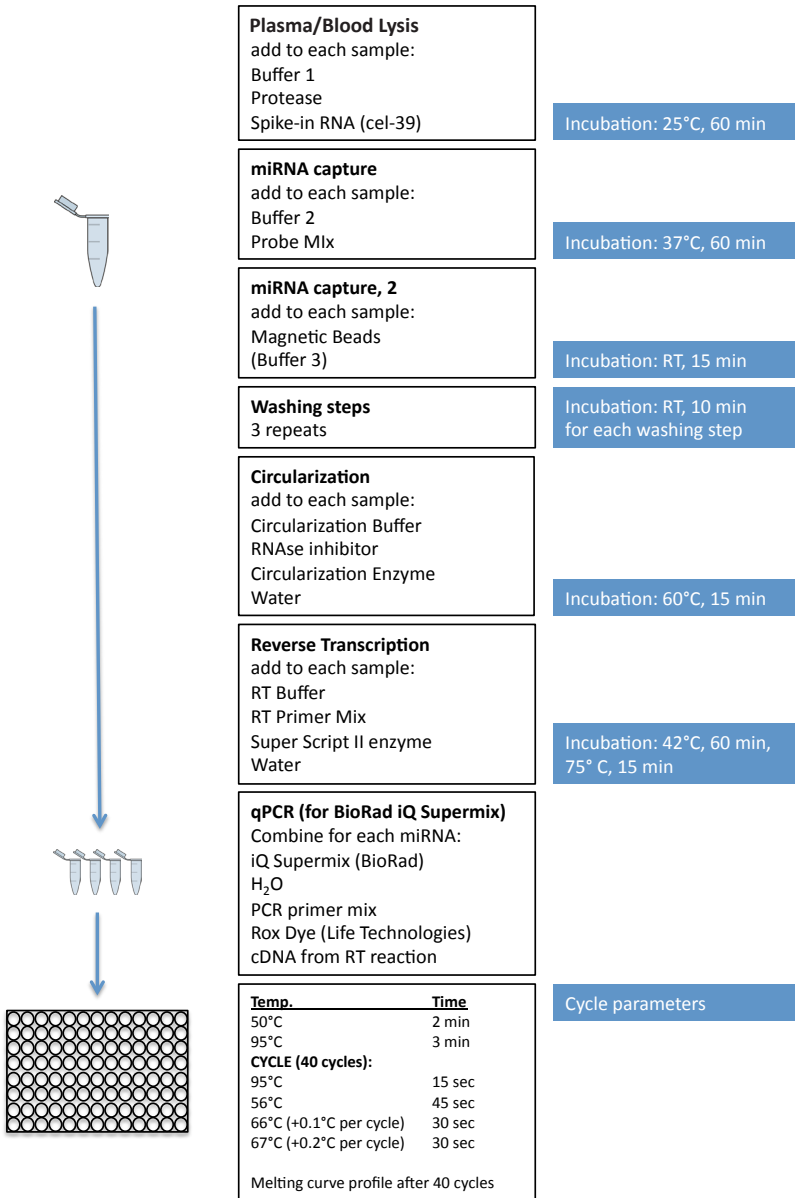 Plasma/Blood Lysis
add to each sample:
Buffer 1
Protease
Spike-in RNA (cel-39)
Incubation: 25°C, 60 min
miRNA capture
add to each sample:
Buffer 2
Probe MIx
Incubation: 37°C, 60 min
miRNA capture, 2
add to each sample:
Magnetic Beads
(Buffer 3)
Incubation: RT, 15 min
Washing steps
3 repeats
Incubation: RT, 10 min
for each washing step
Circularization
add to each sample:
Circularization Buffer
RNAse inhibitor
Circularization Enzyme
Water
Incubation: 60°C, 15 min
Reverse Transcription
add to each sample:
RT Buffer
RT Primer Mix
Super Script II enzyme
Water
Incubation: 42°C, 60 min,
75° C, 15 min
qPCR (for BioRad iQ Supermix)
Combine for each miRNA:
iQ Supermix (BioRad)
H₂O
PCR primer mix
Rox Dye (Life Technologies)
cDNA from RT reaction
Cycle parameters
Temp. Time
50°C 2 min
95°C 3 min
CYCLE (40 cycles):
95°C 15 sec
56°C 45 sec
66°C (+0.1°C per cycle) 30 sec
67°C (+0.2°C per cycle) 30 sec
Melting curve profile after 40 cycles